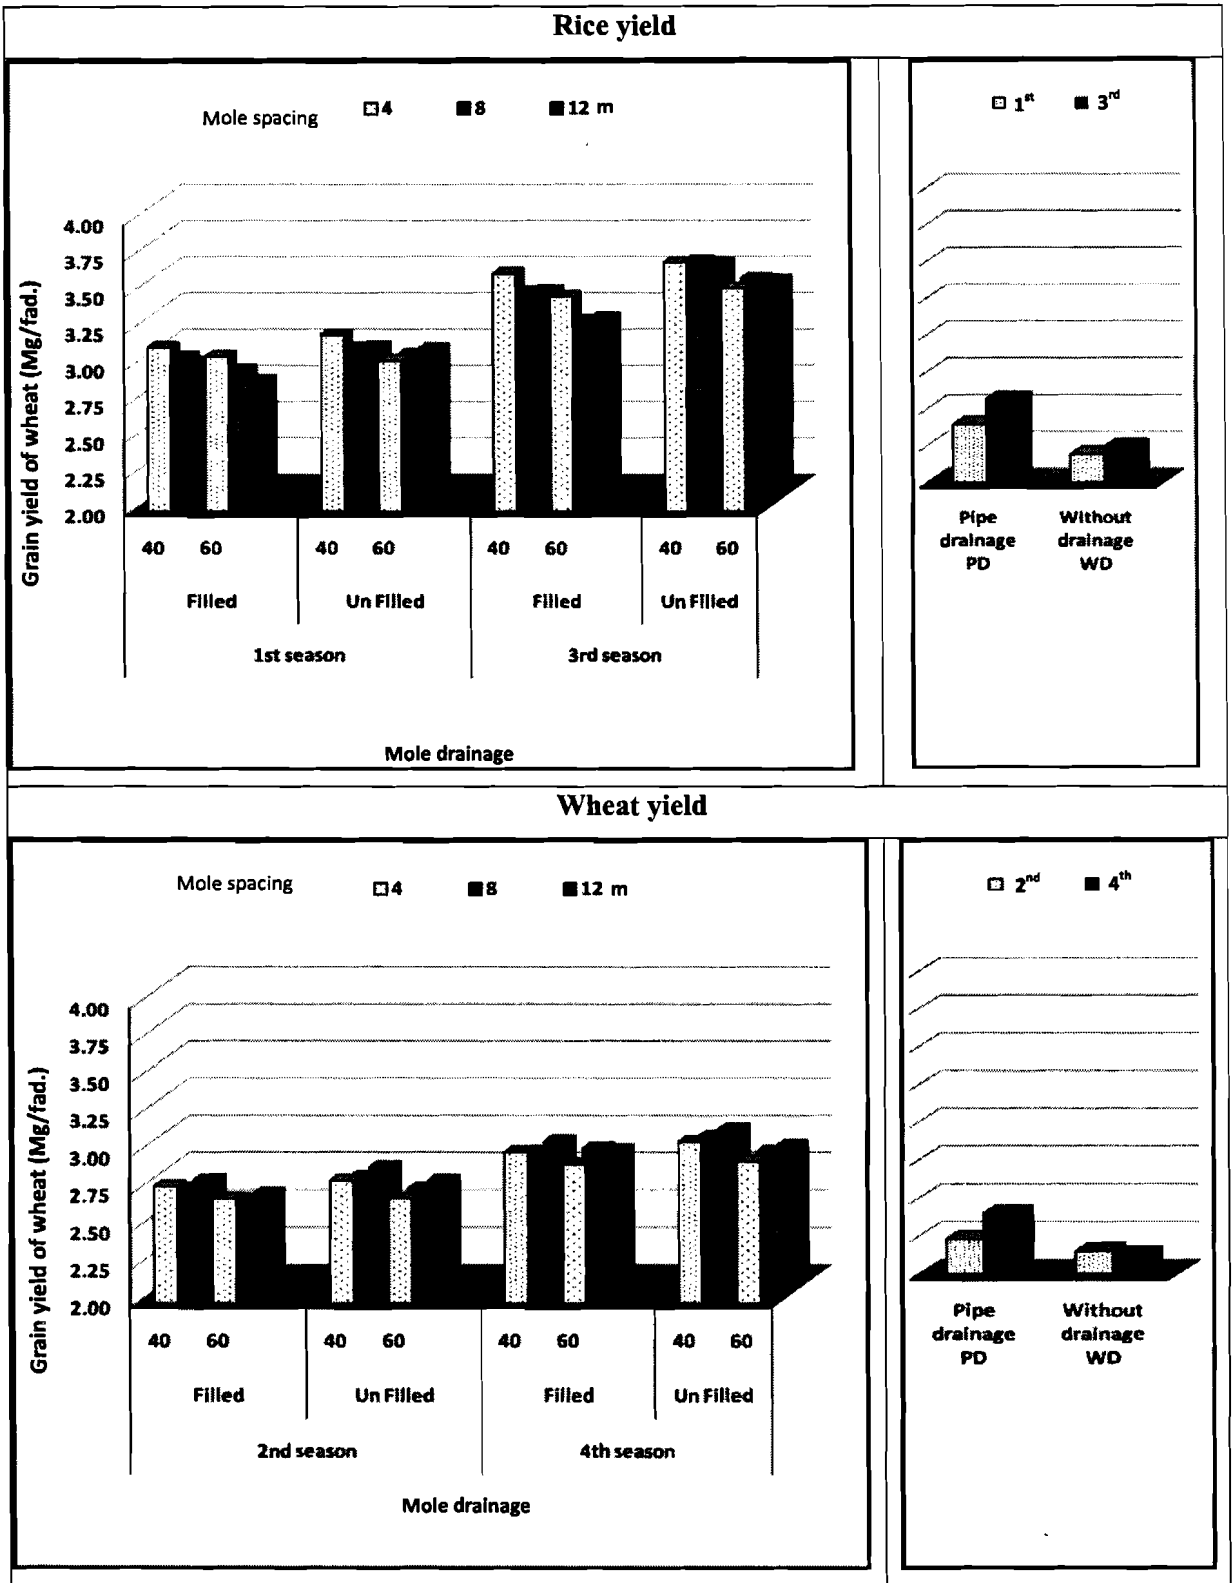 Rice yield
Mole spacing 4 8 12 m
Grain yield of wheat (Mg/fad.)
4.00
3.75
3.50
3.25
3.00
2.75
2.50
2.25
2.00
40 60 40 60 40 60 40 60
Filled Un Filled Filled Un Filled
1st season 3rd season
Mole drainage
1st 3rd
Pipe Without
drainage drainage
PD WD
Wheat yield
Mole spacing 4 8 12 m
Grain yield of wheat (Mg/fad.)
4.00
3.75
3.50
3.25
3.00
2.75
2.50
2.25
2.00
40 60 40 60 40 60 40 60
Filled Un Filled Filled Un Filled
2nd season 4th season
Mole drainage
2nd 4th
Pipe Without
drainage drainage
PD WD